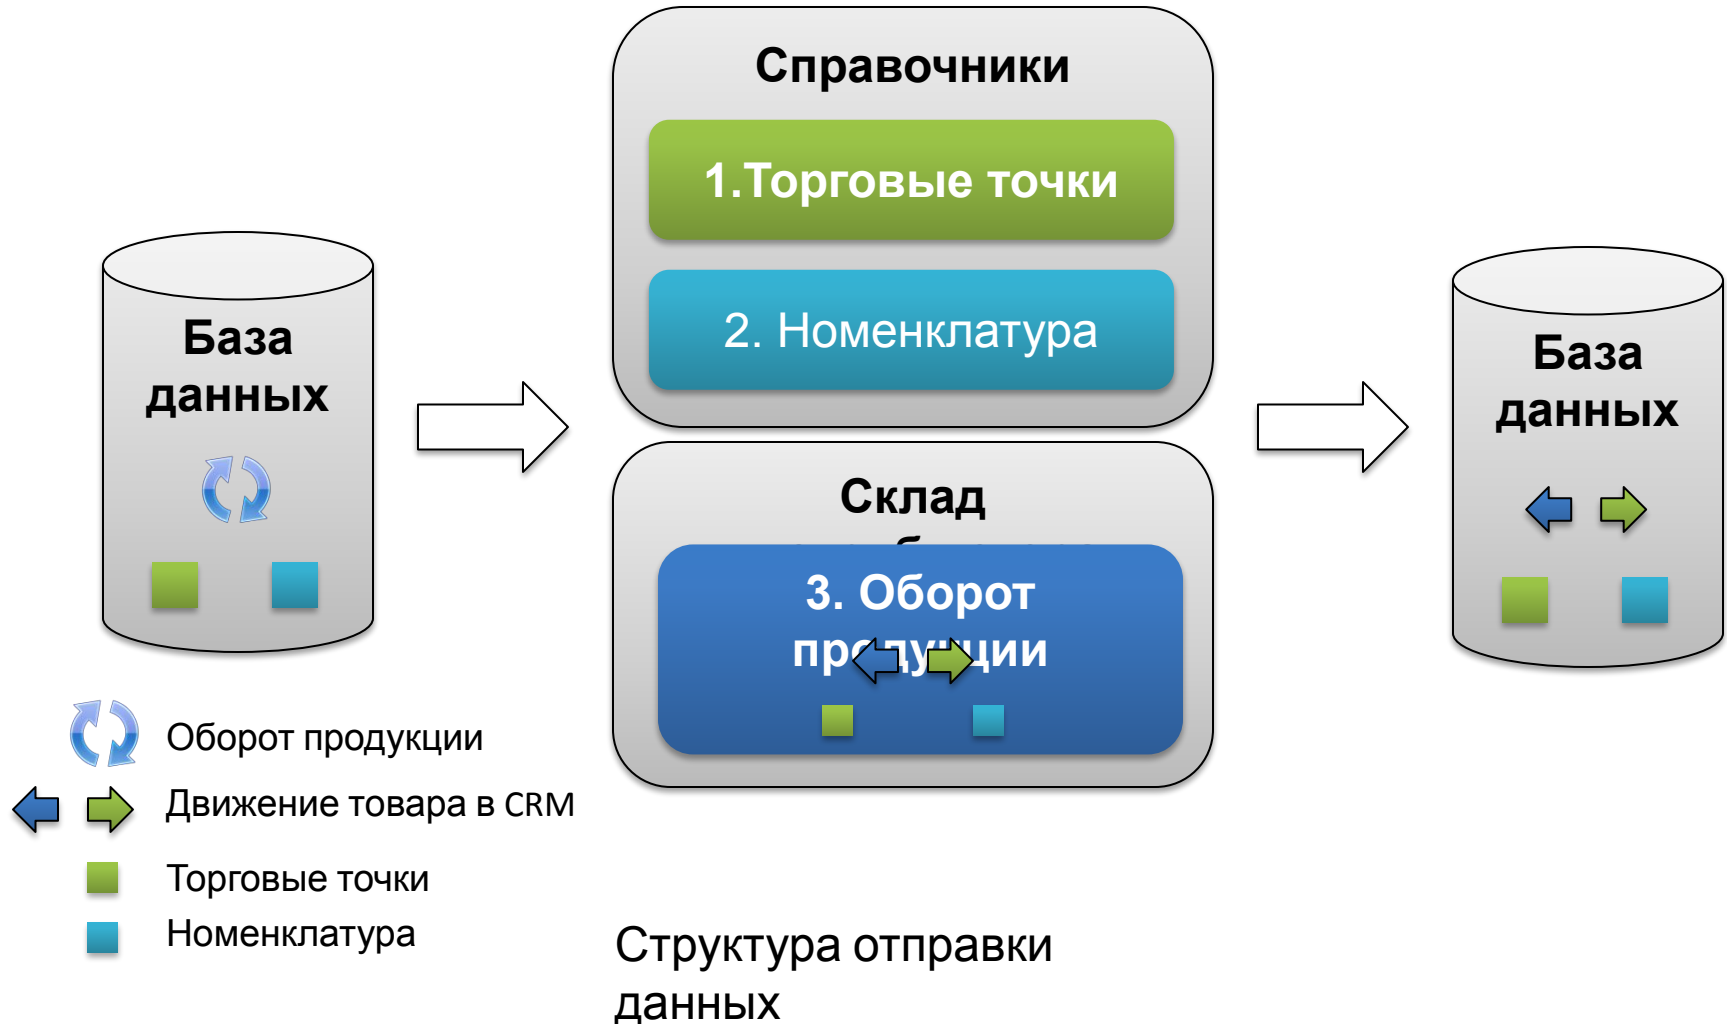 Справочники
1.Торговые точки
2. Номенклатура
База
данных
Склад
3. Оборот
продукции
База
данных
Оборот продукции
Движение товара в CRM
Торговые точки
Номенклатура
Структура отправки
данных